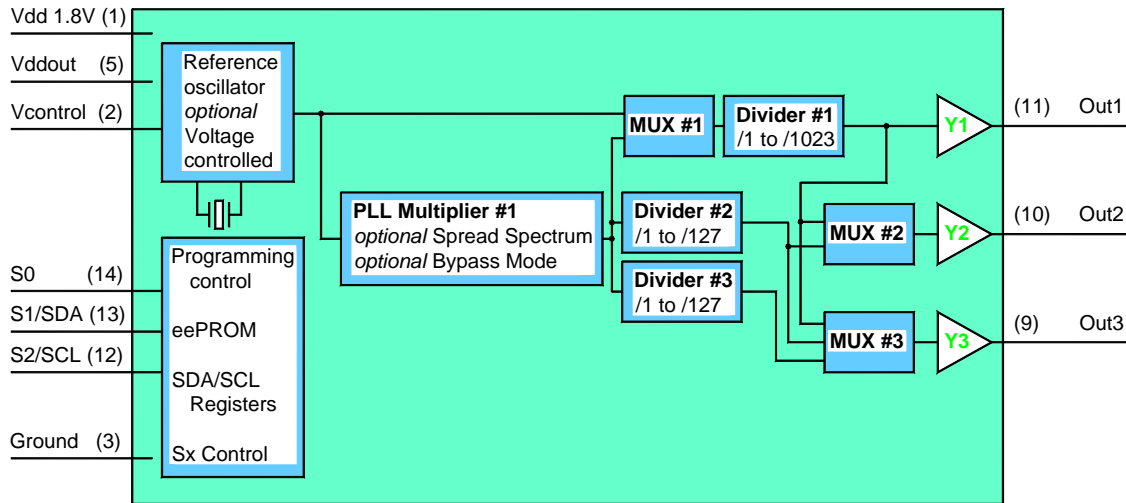 Vdd 1.8V (1)
Vddout (5)
Vcontrol (2)
Reference
oscillator
optional
Voltage
controlled
MUX #1
Divider #1
/1 to /1023
Y1
(11) Out1
PLL Multiplier #1
optional Spread Spectrum
optional Bypass Mode
Divider #2
/1 to /127
MUX #2
Y2
(10) Out2
Divider #3
/1 to /127
MUX #3
Y3
(9) Out3
S0 (14)
S1/SDA (13)
S2/SCL (12)
Ground (3)
Programming
control
eePROM
SDA/SCL
Registers
Sx Control